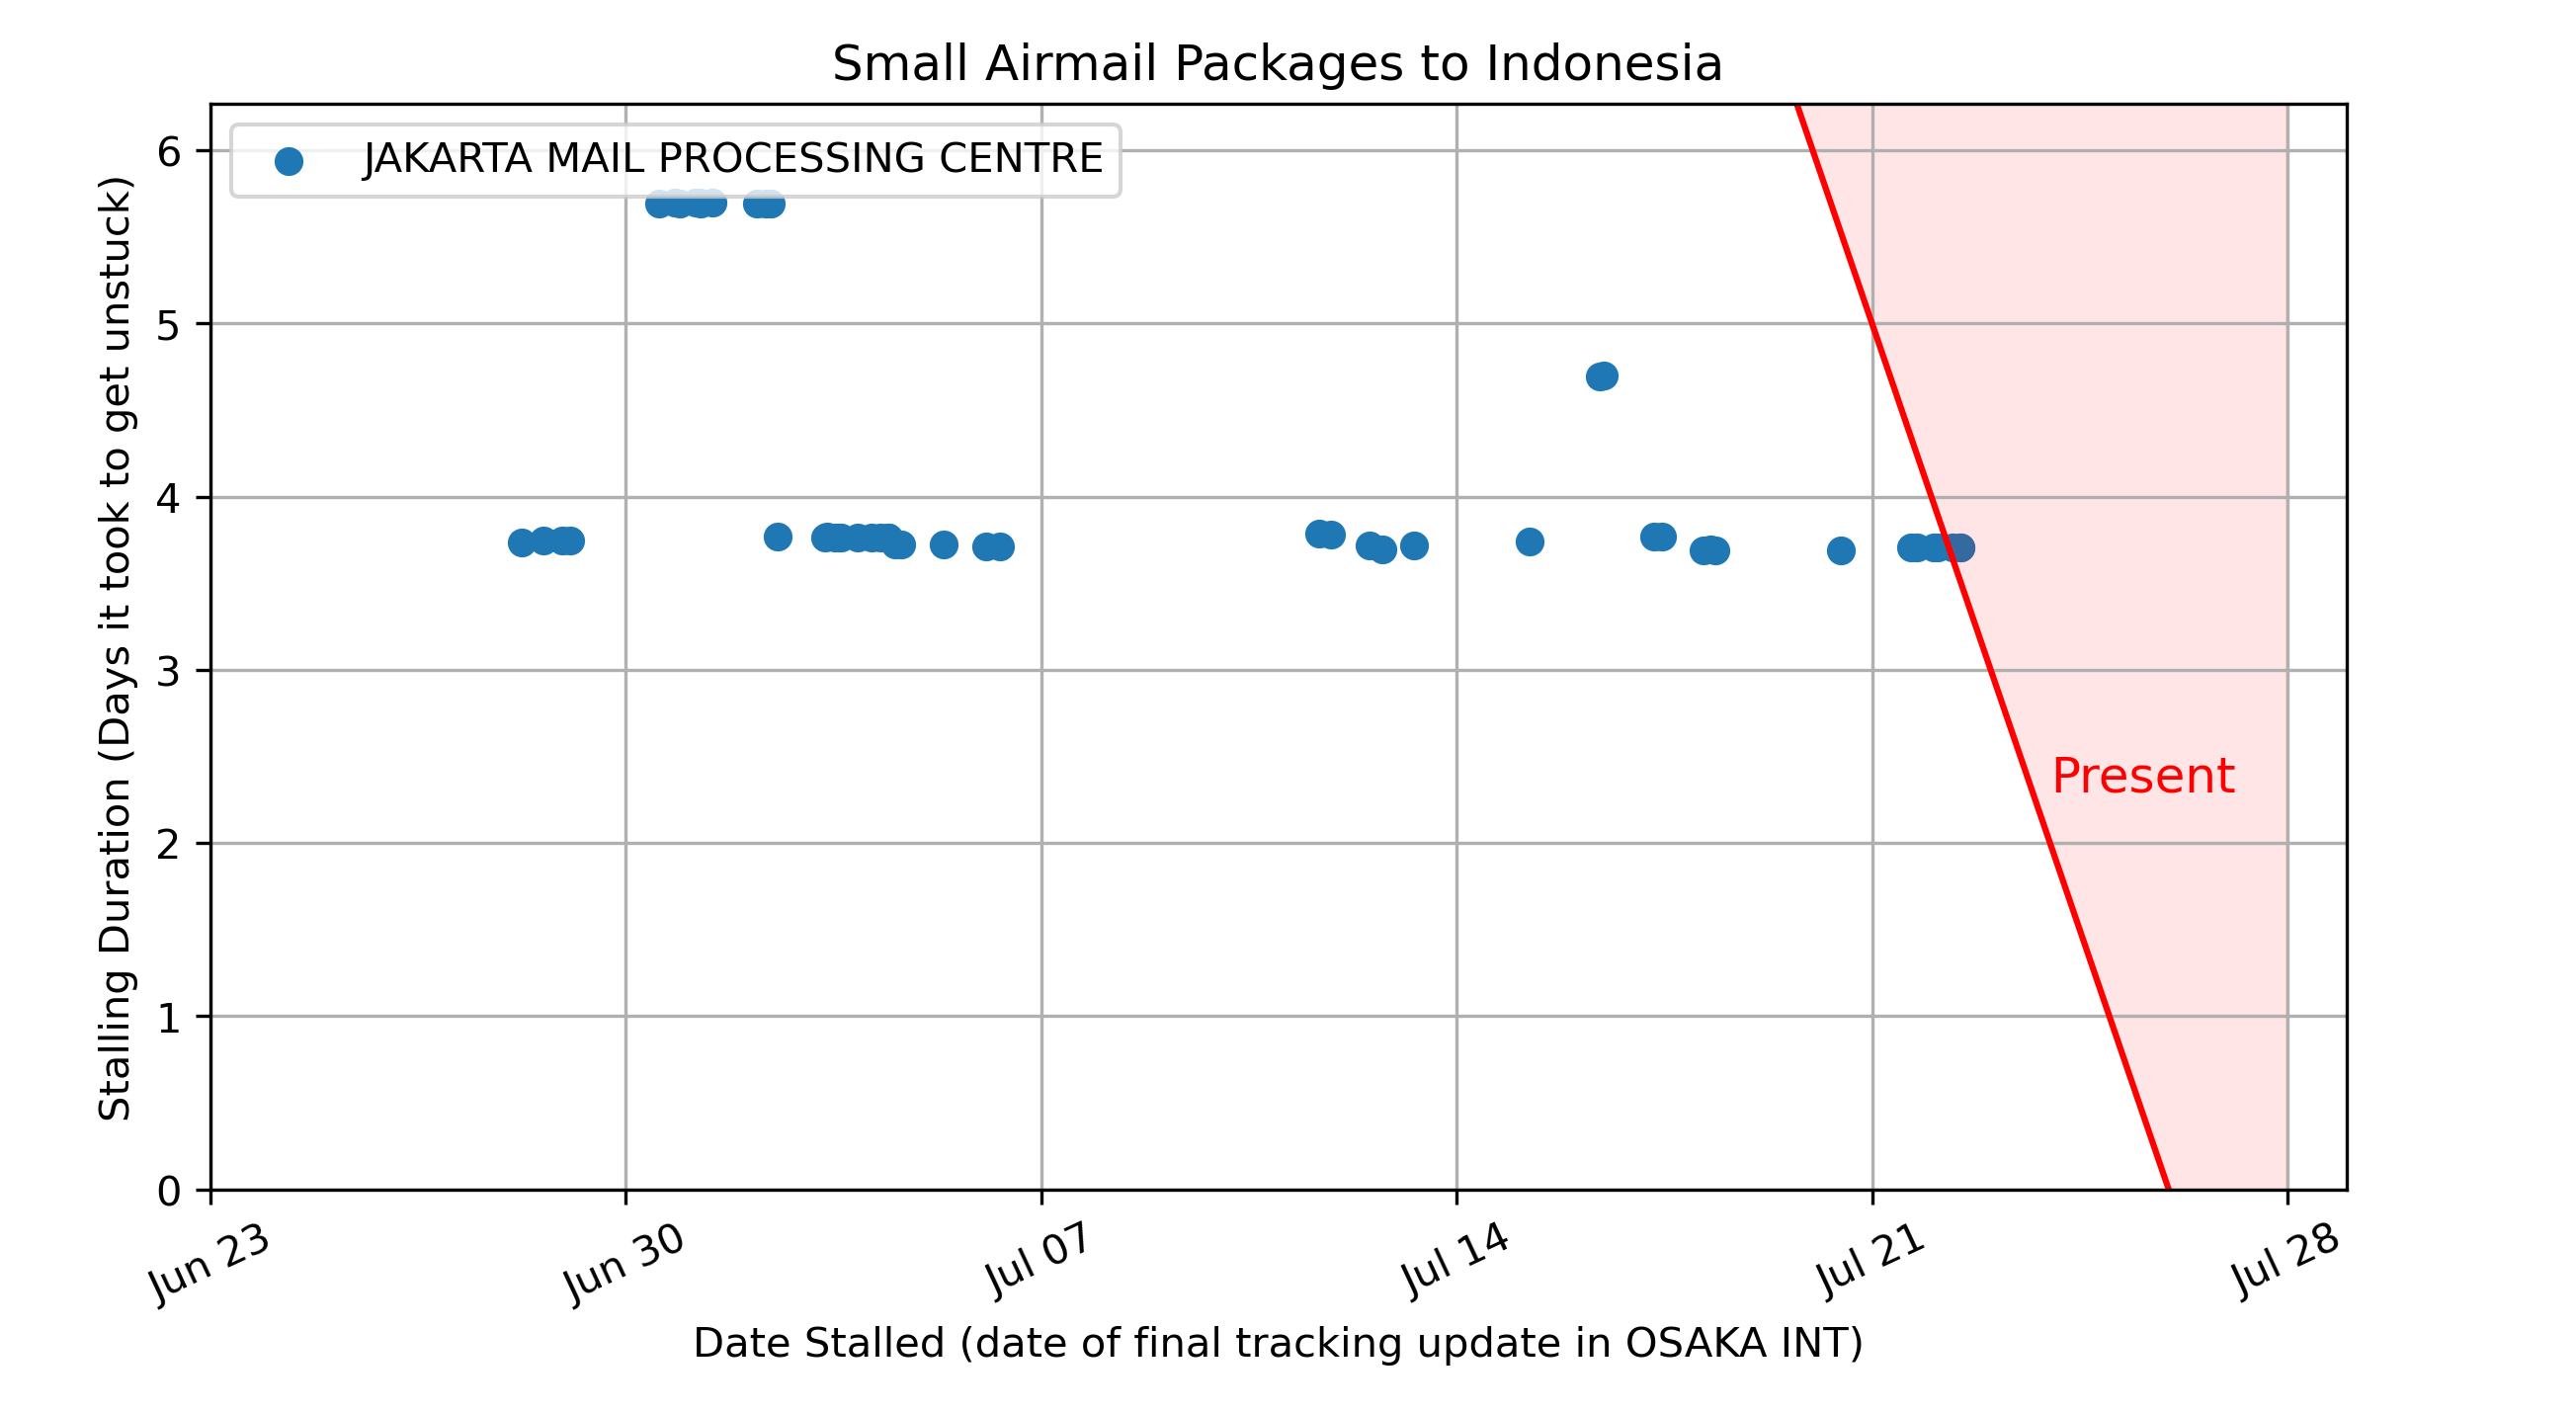 Small Airmail Packages to Indonesia
JAKARTA MAIL PROCESSING CENTRE
Stalling Duration (Days it took to get unstuck)
6
5
4
3
2
1
0
Present
Jun 23
Jun 30
Jul 07
Jul 14
Jul 21
Jul 28
Date Stalled (date of final tracking update in OSAKA INT)